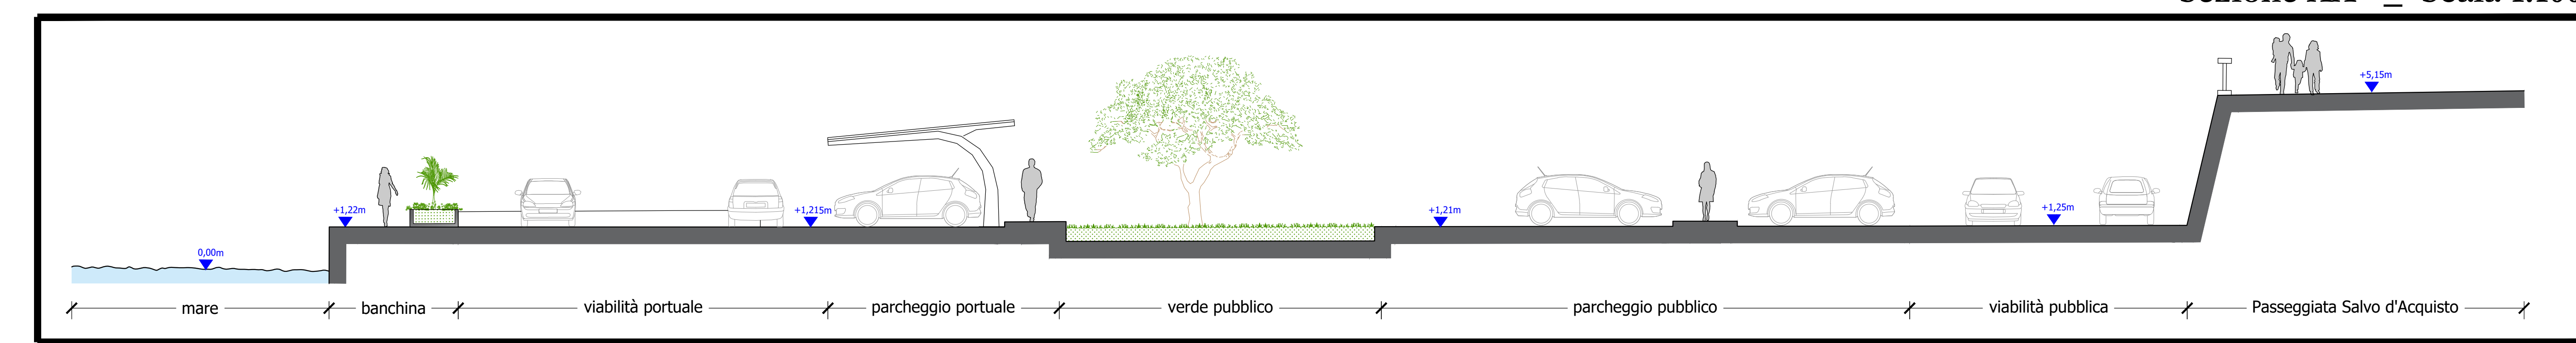 +5,15m
+1,22m
+1,215m
+1,21m
+1,25m
0,00m
mare
banchina
viabilità portuale
parcheggio portuale
verde pubblico
parcheggio pubblico
viabilità pubblica
Passeggiata Salvo d'Acquisto